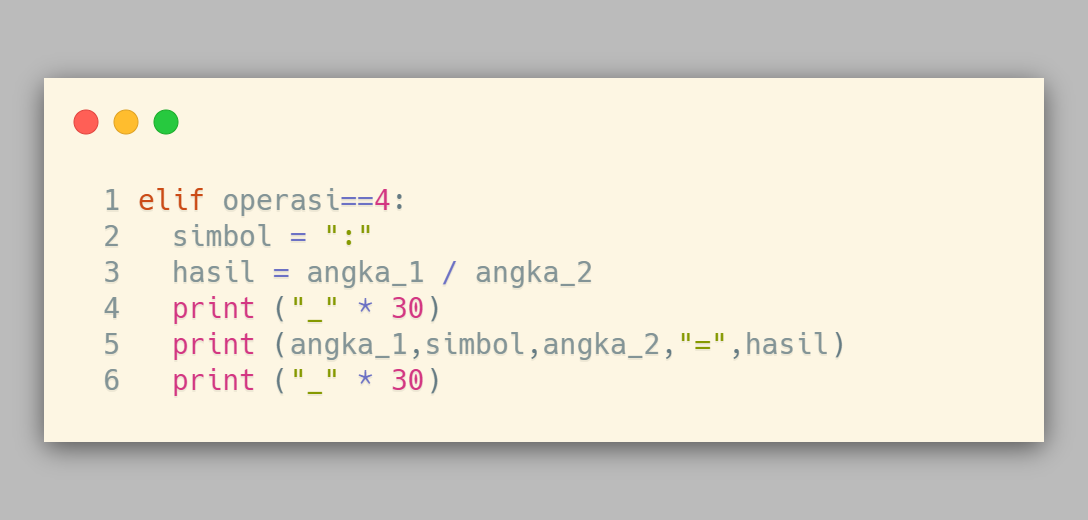 1 elif operasi==4:
2   simbol = ":"
3   hasil = angka_1 / angka_2
4   print ("_" * 30)
5   print (angka_1,simbol,angka_2,"=",hasil)
6   print ("_" * 30)